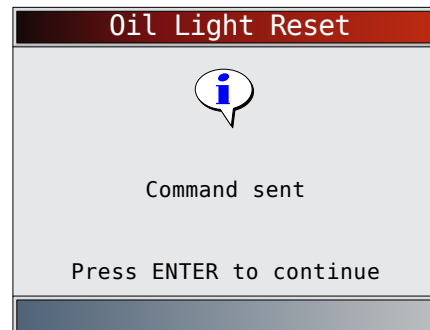 Oil Light Reset
i
Command sent
Press ENTER to continue